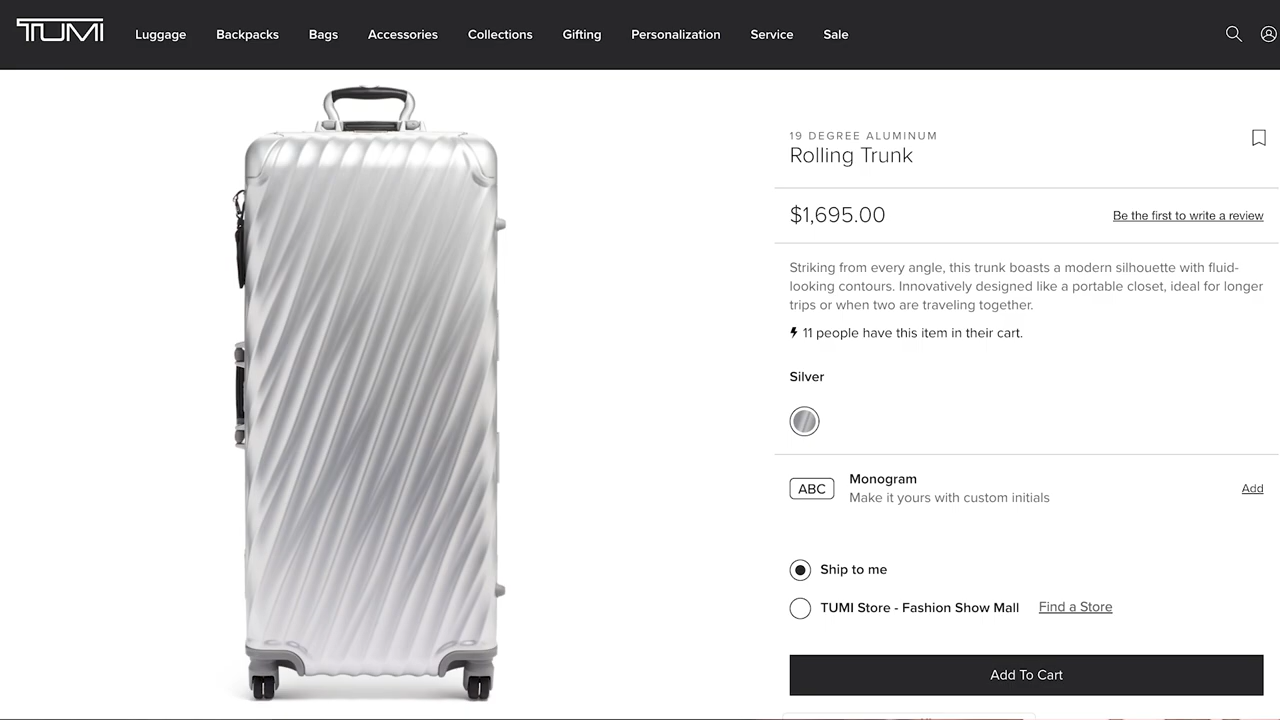 TUMI
Luggage Backpacks Bags Accessories Collections Gifting Personalization Service Sale
19 DEGREE ALUMINUM
Rolling Trunk
$1,695.00
Be the first to write a review
Striking from every angle, this trunk boasts a modern silhouette with fluid-
looking contours. Innovatively designed like a portable closet, ideal for longer
trips or when two are traveling together.
11 people have this item in their cart.
Silver
ABC
Monogram
Make it yours with custom initials
Add
Ship to me
TUMI Store - Fashion Show Mall Find a Store
Add To Cart